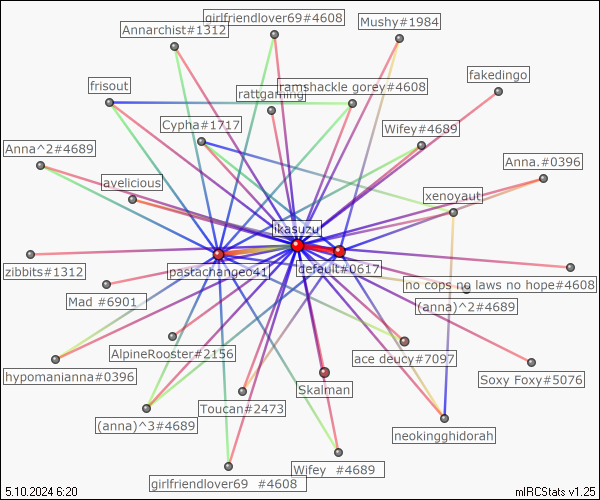 girlfriendlover69#4608
Annarchist#1312
Mushy#1984
fakedingo
frisout
rattgaming
ramshackle gorey#4608
Cypha#1717
Wifey#4689
Anna^2#4689
Anna.#0396
avelicious
xenoyaut
ikasuzu
zibbits#1312
pastachangeo41
default#0617
no cops no laws no hope#4608
Mad #6901
(anna)^2#4689
AlpineRooster#2156
ace deucy#7097
hypomanianna#0396
Skalman
Soxy Foxy#5076
Toucan#2473
(anna)^3#4689
neokingghidorah
Wifey  #4689
girlfriendlover69  #4608
5.10.2024 6:20
mIRCStats v1.25